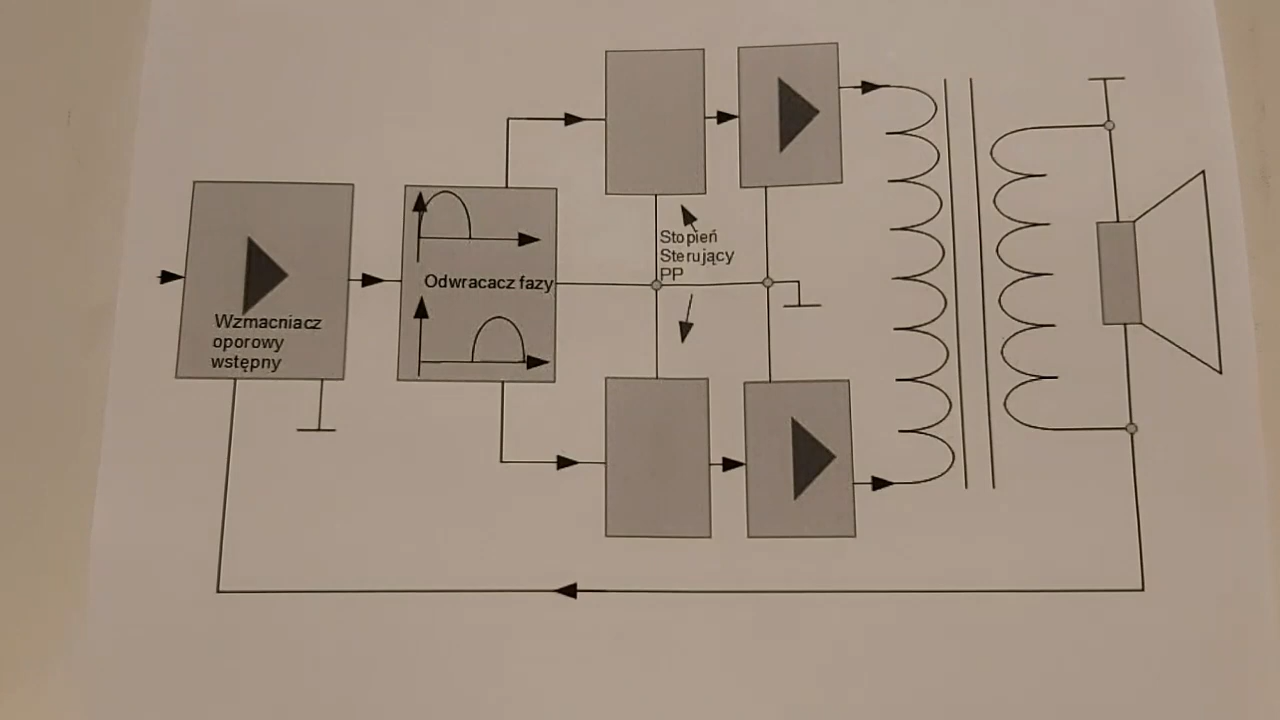 Wzmacniacz
oporowy
wstępny
Odwracacz fazy
Stopień
Sterujący
PP